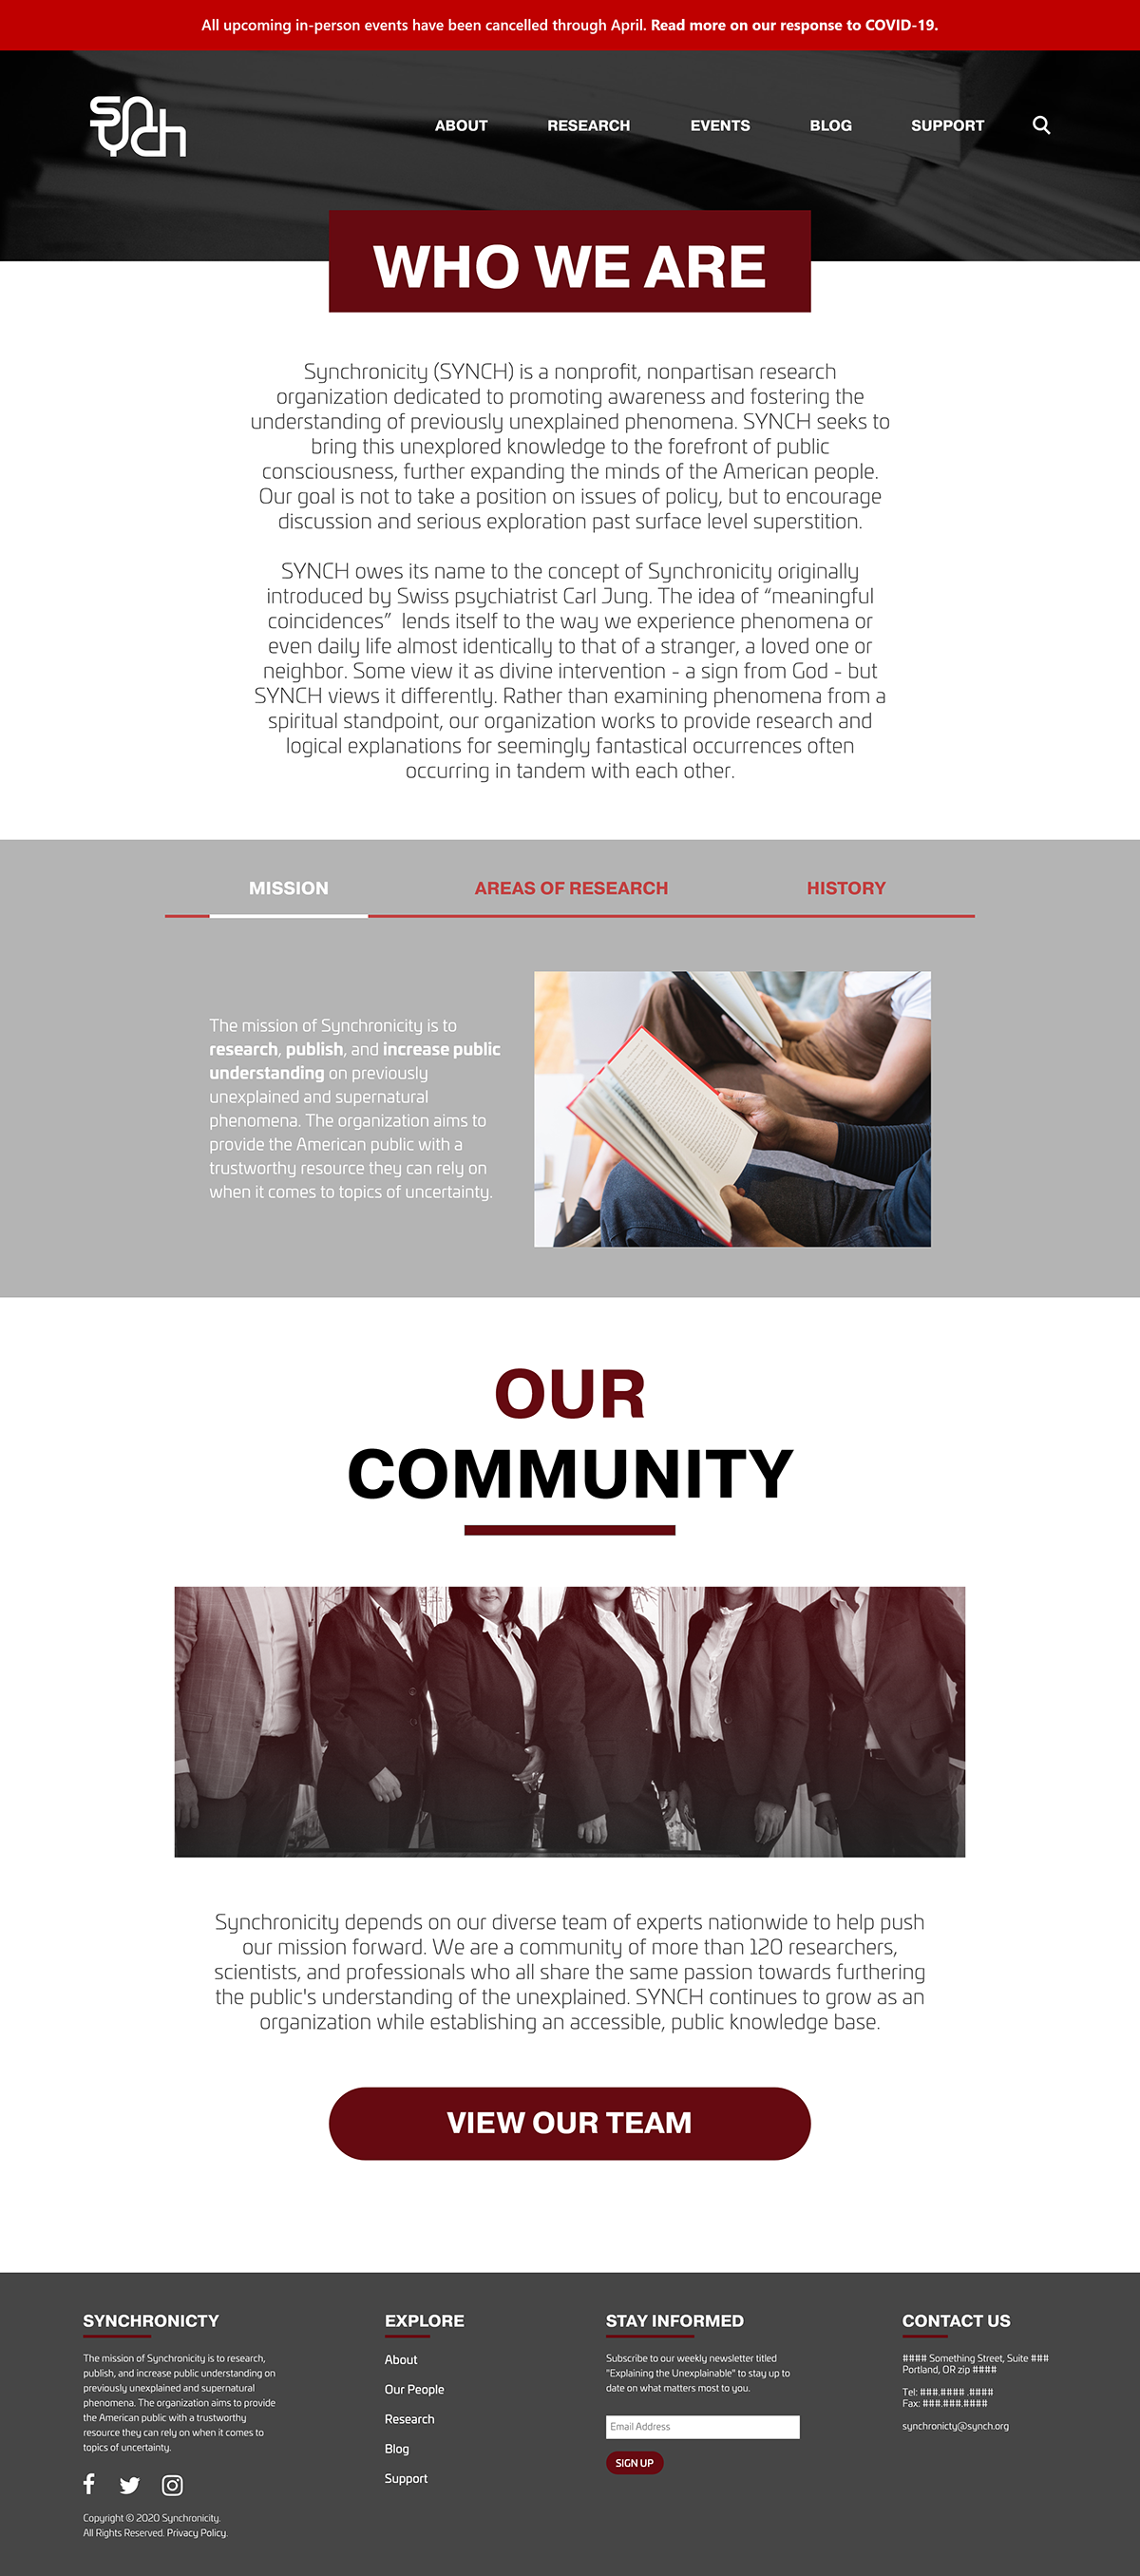 All upcoming in-person events have been cancelled through April. Read more on our response to COVID-19.
synch
ABOUT RESEARCH EVENTS BLOG SUPPORT
WHO WE ARE
Synchronicity (SYNCH) is a nonprofit, nonpartisan research
organization dedicated to promoting awareness and fostering the
understanding of previously unexplained phenomena. SYNCH seeks to
bring this unexplored knowledge to the forefront of public
consciousness, further expanding the minds of the American people.
Our goal is not to take a position on issues of policy, but to encourage
discussion and serious exploration past surface level superstition.
SYNCH owes its name to the concept of Synchronicity originally
introduced by Swiss psychiatrist Carl Jung. The idea of “meaningful
coincidences” lends itself to the way we experience phenomena or
even daily life almost identically to that of a stranger, a loved one or
neighbor. Some view it as divine intervention - a sign from God - but
SYNCH views it differently. Rather than examining phenomena from a
spiritual standpoint, our organization works to provide research and
logical explanations for seemingly fantastical occurrences often
occurring in tandem with each other.
MISSION AREAS OF RESEARCH HISTORY
The mission of Synchronicity is to
research, publish, and increase public
understanding on previously
unexplained and supernatural
phenomena. The organization aims to
provide the American public with a
trustworthy resource they can rely on
when it comes to topics of uncertainty.
OUR
COMMUNITY
Synchronicity depends on our diverse team of experts nationwide to help push
our mission forward. We are a community of more than 120 researchers,
scientists, and professionals who all share the same passion towards furthering
the public's understanding of the unexplained. SYNCH continues to grow as an
organization while establishing an accessible, public knowledge base.
VIEW OUR TEAM
SYNCHRONICTY
The mission of Synchronicity is to research,
publish, and increase public understanding on
previously unexplained and supernatural
phenomena. The organization aims to provide
the American public with a trustworthy
resource they can rely on when it comes to
topics of uncertainty.
Copyright © 2020 Synchronicity.
All Rights Reserved. Privacy Policy.
EXPLORE
About
Our People
Research
Blog
Support
STAY INFORMED
Subscribe to our weekly newsletter titled
"Explaining the Unexplainable" to stay up to
date on what matters most to you.
Email Address
SIGN UP
CONTACT US
#### Something Street, Suite ###
Portland, OR zip ####
Tel: ###.#### .####
Fax: ###.###.####
synchronicty@synch.org